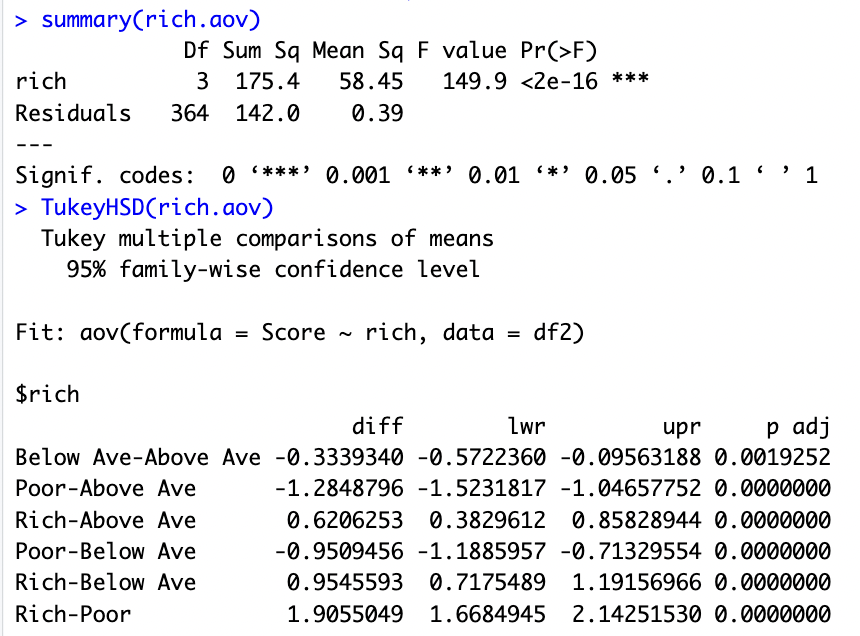 > summary(rich.aov)
             Df Sum Sq Mean Sq F value Pr(>F)
rich          3  175.4   58.45   149.9 <2e-16 ***
Residuals   364  142.0    0.39
---
Signif. codes:  0 ‘***’ 0.001 ‘**’ 0.01 ‘*’ 0.05 ‘.’ 0.1 ‘ ’ 1
> TukeyHSD(rich.aov)
  Tukey multiple comparisons of means
    95% family-wise confidence level

Fit: aov(formula = Score ~ rich, data = df2)

$rich
                          diff        lwr         upr     p adj
Below Ave-Above Ave -0.3339340 -0.5722360 -0.09563188 0.0019252
Poor-Above Ave      -1.2848796 -1.5231817 -1.04657752 0.0000000
Rich-Above Ave       0.6206253  0.3829612  0.85828944 0.0000000
Poor-Below Ave      -0.9509456 -1.1885957 -0.71329554 0.0000000
Rich-Below Ave       0.9545593  0.7175489  1.19156966 0.0000000
Rich-Poor            1.9055049  1.6684945  2.14251530 0.0000000